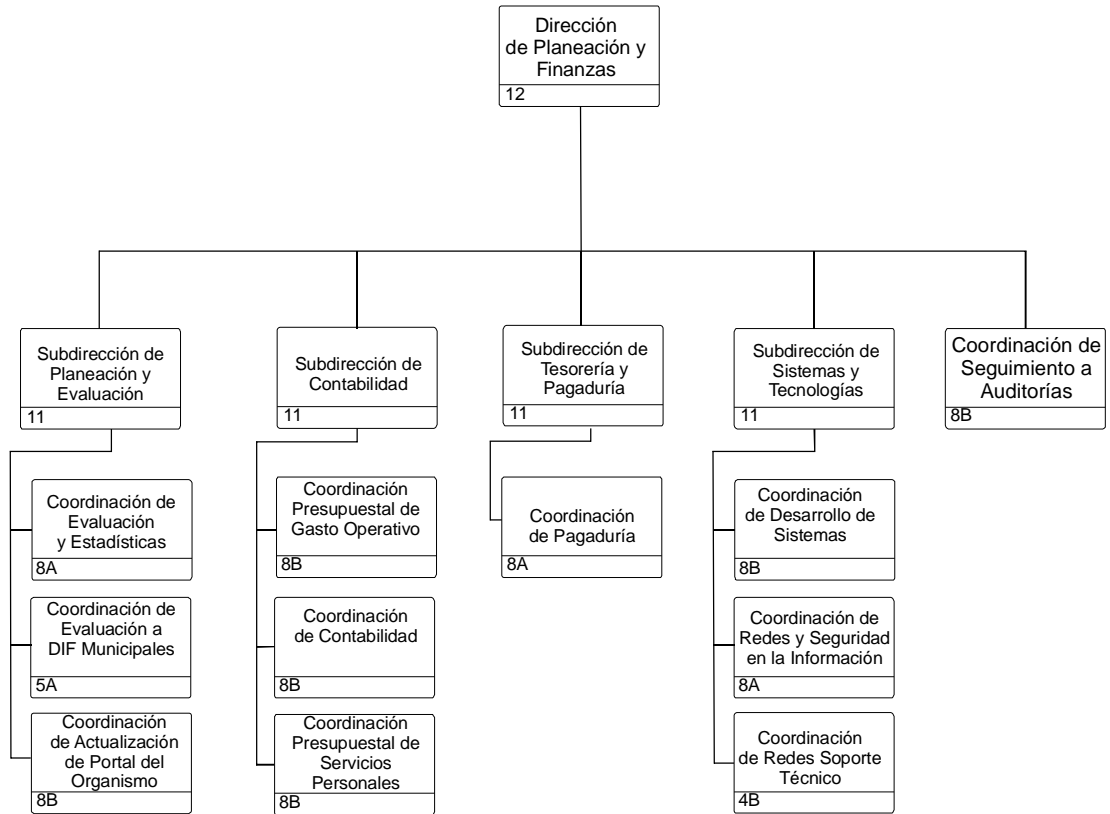 Dirección
de Planeación y
Finanzas
12
Subdirección de
Planeación y
Evaluación
11
Subdirección de
Contabilidad
11
Subdirección de
Tesorería y
Pagaduría
11
Subdirección de
Sistemas y
Tecnologías
11
Coordinación de
Seguimiento a
Auditorías
8B
Coordinación de
Evaluación
y Estadísticas
8A
Coordinación de
Evaluación a
DIF Municipales
5A
Coordinación
de Actualización
de Portal del
Organismo
8B
Coordinación
Presupuestal de
Gasto Operativo
8B
Coordinación
de Contabilidad
8B
Coordinación
Presupuestal de
Servicios
Personales
8B
Coordinación
de Pagaduría
8A
Coordinación
de Desarrollo de
Sistemas
8B
Coordinación de
Redes y Seguridad
en la Información
8A
Coordinación
de Redes Soporte
Técnico
4B